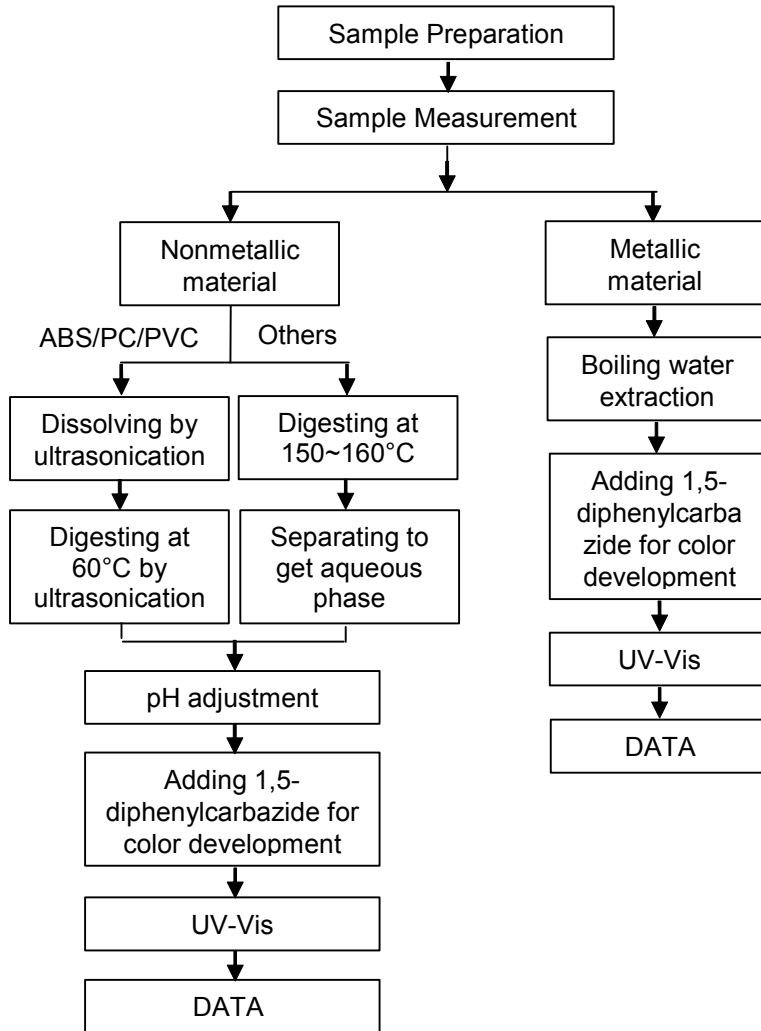 Sample Preparation
Sample Measurement
Nonmetallic
material
ABS/PC/PVC
Others
Dissolving by
ultrasonication
Digesting at
150~160°C
Digesting at
60°C by
ultrasonication
Separating to
get aqueous
phase
pH adjustment
Adding 1,5-
diphenylcarbazide for
color development
UV-Vis
DATA
Metallic
material
Boiling water
extraction
Adding 1,5-
diphenylcarba
zide for color
development
UV-Vis
DATA